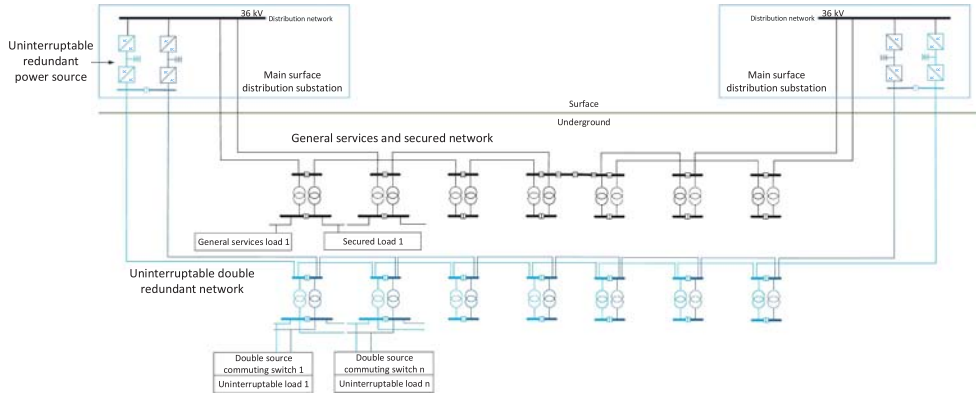 36 kV
Distribution network
Uninterruptable
redundant
power source
Main surface
distribution substation
36 kV
Distribution network
Main surface
distribution substation
Surface
Underground
General services and secured network
General services load 1
Secured Load 1
Uninterruptable double
redundant network
Double source
commuting switch 1
Uninterruptable load 1
Double source
commuting switch n
Uninterruptable load n